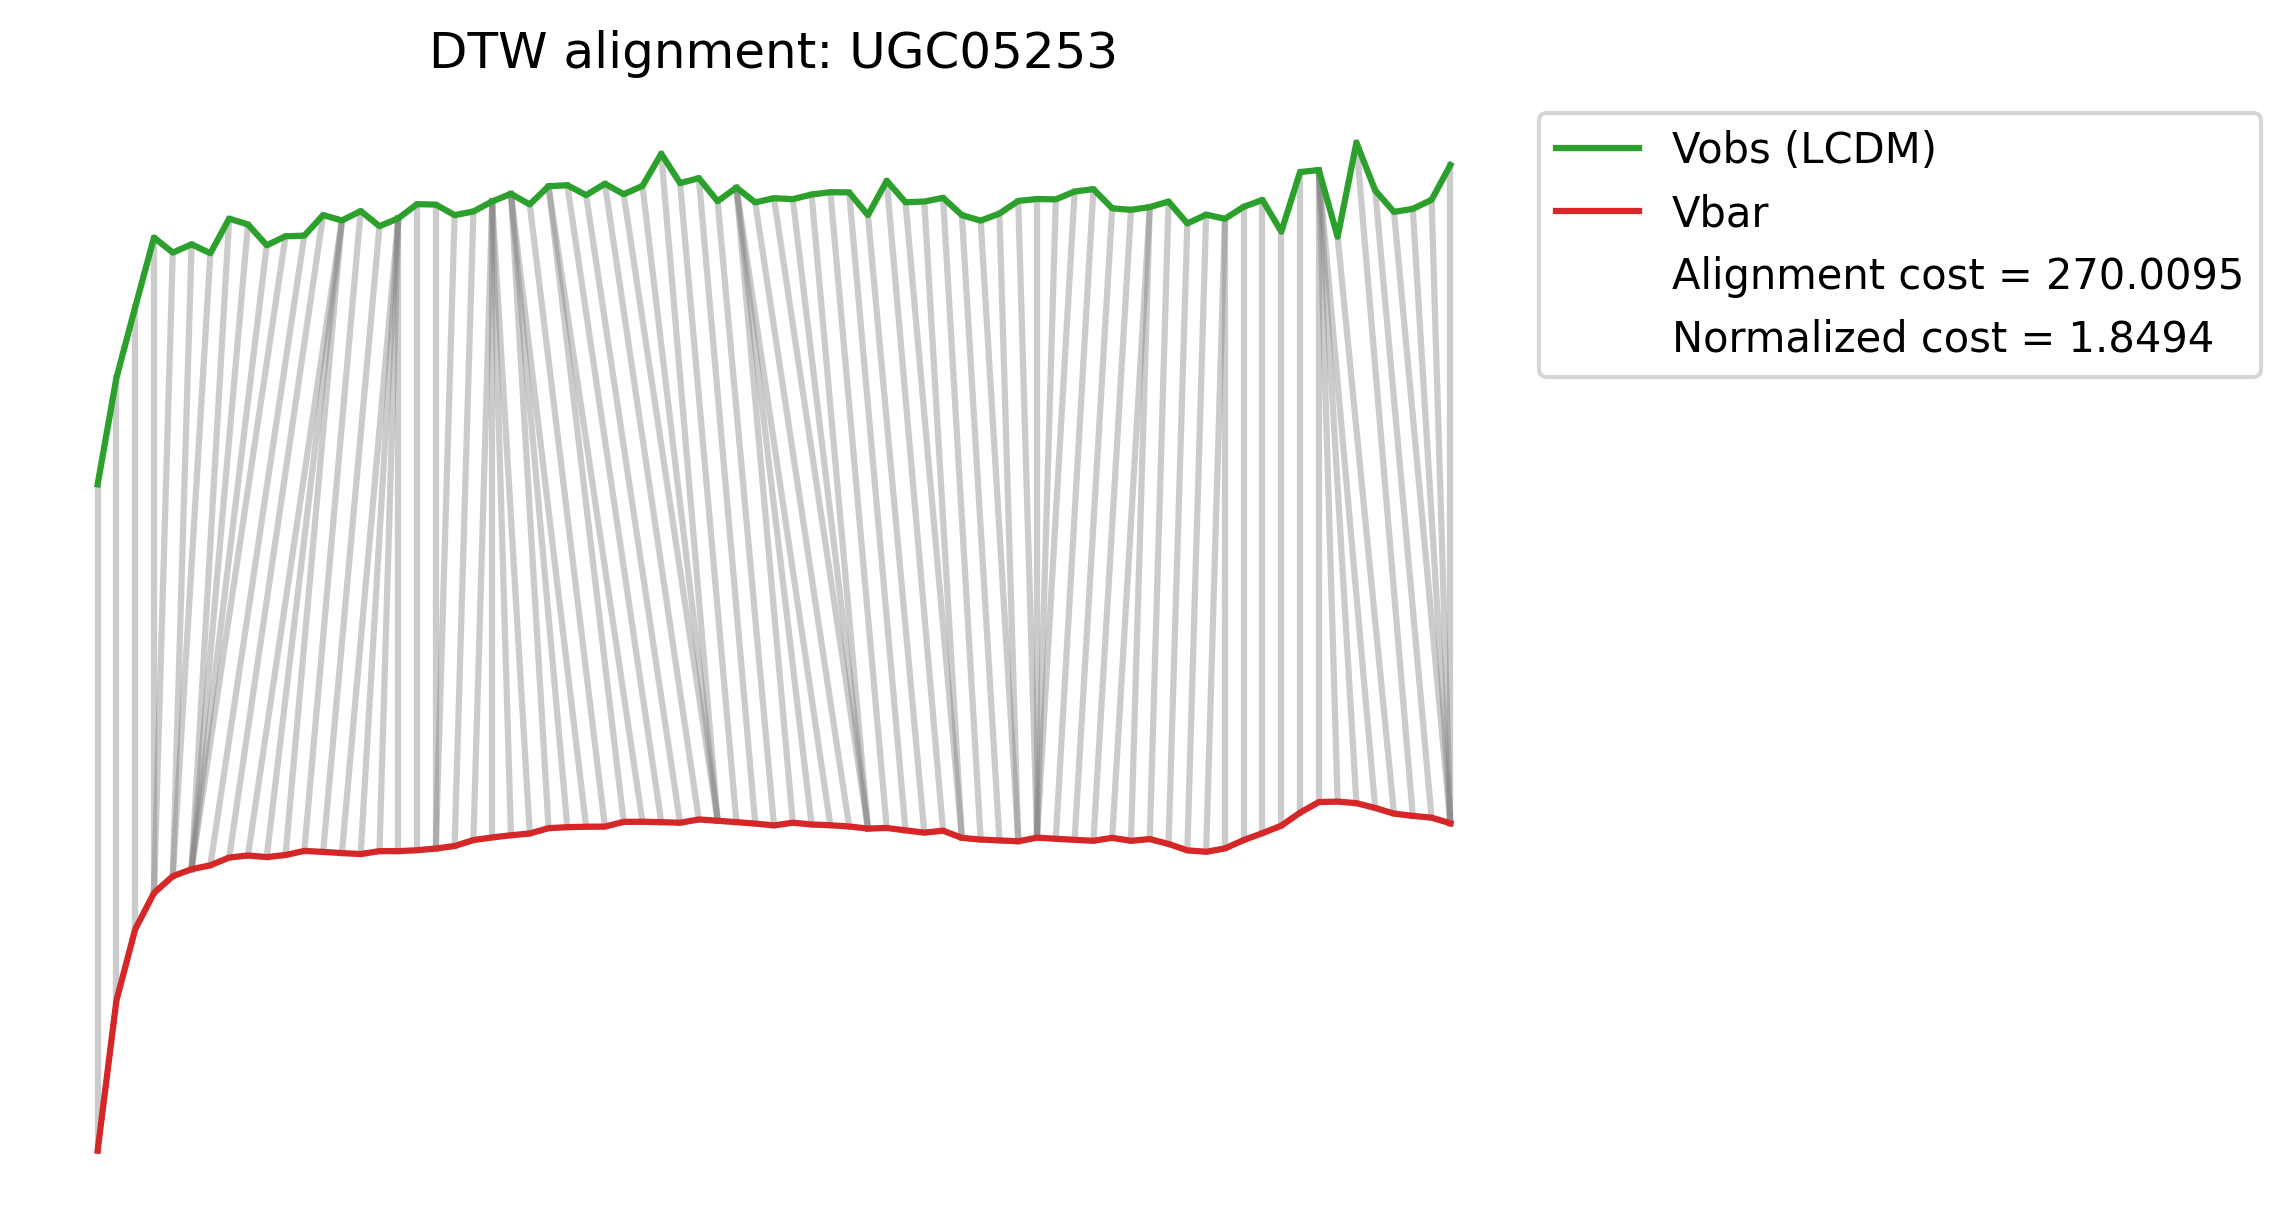 DTW alignment: UGC05253
Vobs (LCDM)
Vbar
Alignment cost = 270.0095
Normalized cost = 1.8494